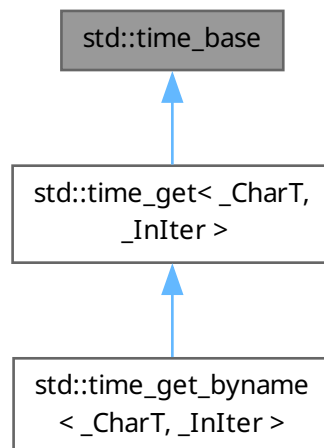 std::time_base
std::time_get< _CharT,
_InIter >
std::time_get_byname
< _CharT, _InIter >